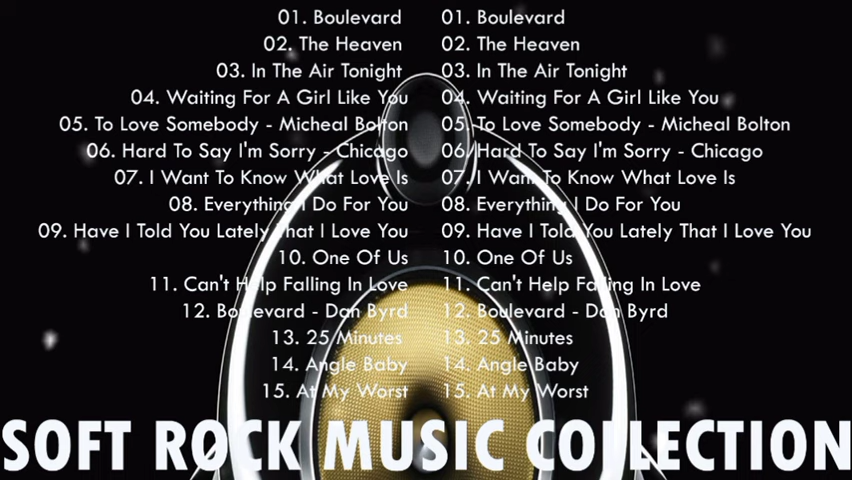 01. Boulevard
02. The Heaven
03. In The Air Tonight
04. Waiting For A Girl Like You
05. To Love Somebody - Micheal Bolton
06. Hard To Say I'm Sorry - Chicago
07. I Want To Know What Love Is
08. Everything I Do For You
09. Have I Told You Lately That I Love You
10. One Of Us
11. Can't Help Falling In Love
12. Boulevard - Dan Byrd
13. 25 Minutes
14. Angle Baby
15. At My Worst
01. Boulevard
02. The Heaven
03. In The Air Tonight
04. Waiting For A Girl Like You
05. To Love Somebody - Micheal Bolton
06. Hard To Say I'm Sorry - Chicago
07. I Want To Know What Love Is
08. Everything I Do For You
09. Have I Told You Lately That I Love You
10. One Of Us
11. Can't Help Falling In Love
12. Boulevard - Dan Byrd
13. 25 Minutes
14. Angle Baby
15. At My Worst
SOFT ROCK MUSIC COLLECTION